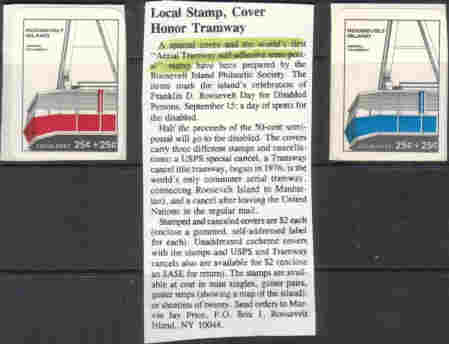 ROOSEVELT
ISLAND
25¢ + 25¢
Local Stamp, Cover
Honor Tramway
A special cover and the world's first
"Aerial Tramway self-adhesive semi-post-
al" stamp have been prepared by the
Roosevelt Island Philatelic Society. The
items mark the island's celebration of
Franklin D. Roosevelt Day for Disabled
Persons, September 15; a day of sports for
the disabled.
Half the proceeds of the 50-cent semi-
postal will go to the disabled. The covers
carry three different stamps and cancella-
tions: a USPS special cancel, a Tramway
cancel (the tramway, begun in 1976, is the
world's only commuter aerial tramway,
connecting Roosevelt Island to Manhat-
tan), and a cancel after leaving the United
Nations in the regular mail.
Stamped and canceled covers are $2 each
(enclose a gummed, self-addressed label
for each). Unaddressed cacheted covers
with the stamps and USPS and Tramway
cancels also are available for $2 (enclose
an SASE for return). The stamps are avail-
able at cost in mint singles, gutter pairs,
gutter strips (showing a map of the island),
or sheetlets of twenty. Send orders to Mar-
vin Jay Price, P.O. Box 1, Roosevelt
Island, NY 10044.
ROOSEVELT
ISLAND
25¢ + 25¢